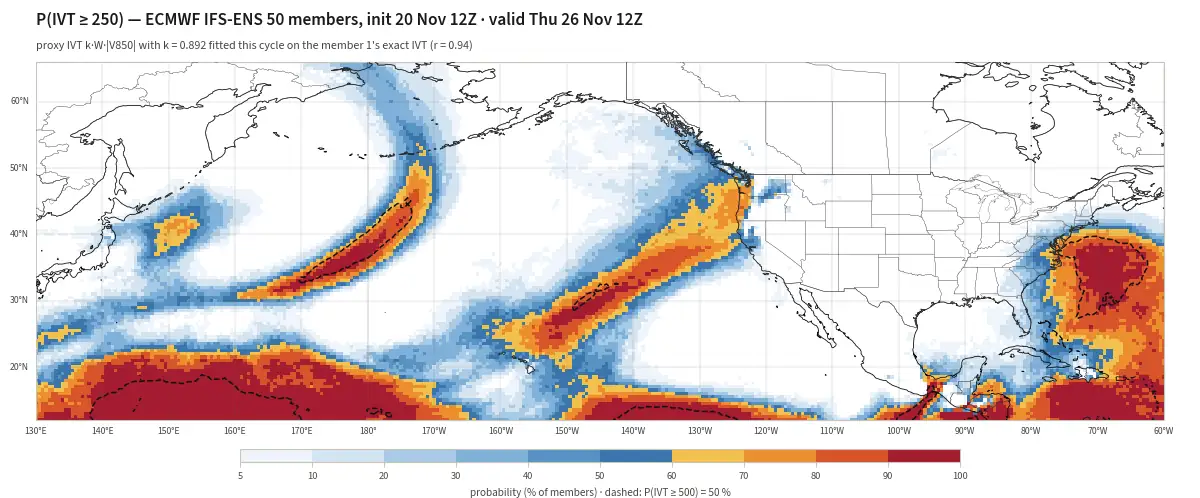 P(IVT ≥ 250) — ECMWF IFS-ENS 50 members, init 20 Nov 12Z · valid Thu 26 Nov 12Z
proxy IVT k·W·|V850| with k = 0.892 fitted this cycle on the member 1's exact IVT (r = 0.94)
60°N
50°N
40°N
30°N
20°N
130°E 140°E 150°E 160°E 170°E 180° 170°W 160°W 150°W 140°W 130°W 120°W 110°W 100°W 90°W 80°W 70°W 60°W
5 10 20 30 40 50 60 70 80 90 100
probability (% of members) · dashed: P(IVT ≥ 500) = 50 %